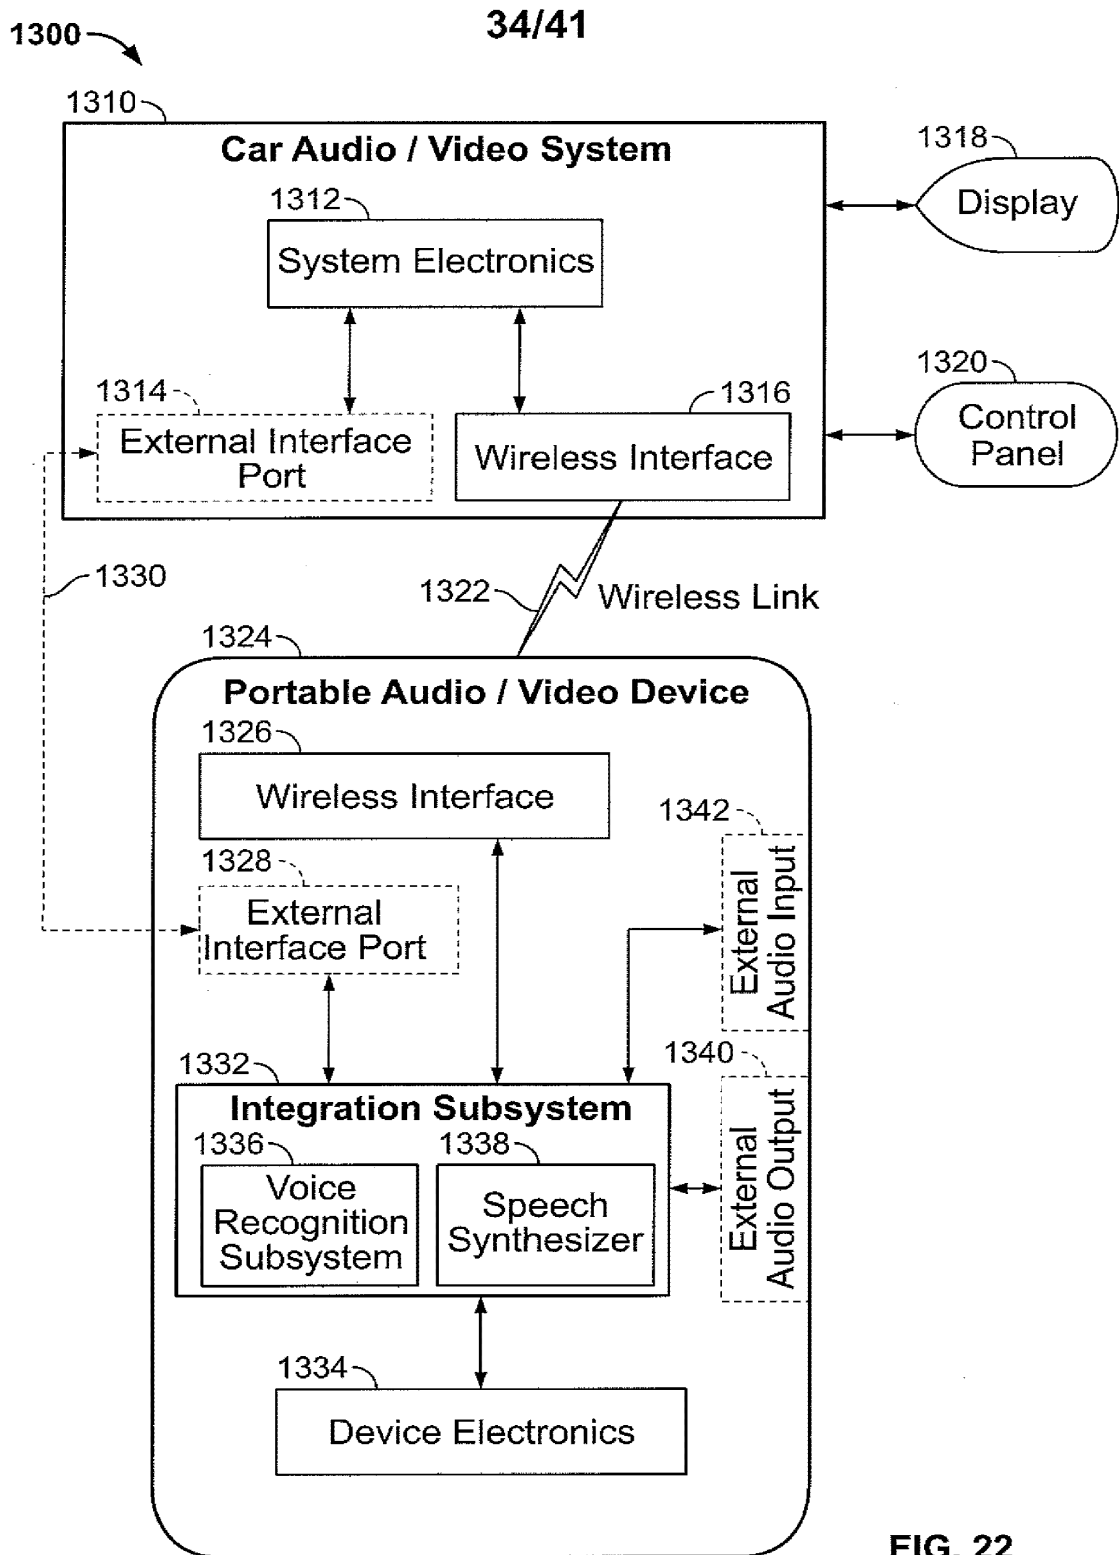 34/41
1300
1310
Car Audio / Video System
1318
Display
1312
System Electronics
1320
Control
Panel
1314
External Interface
Port
1316
Wireless Interface
1330
1322
Wireless Link
1324
Portable Audio / Video Device
1326
Wireless Interface
1342
External
Audio Input
1328
External
Interface Port
1340
External
Audio Output
1332
Integration Subsystem
1336
Voice
Recognition
Subsystem
1338
Speech
Synthesizer
1334
Device Electronics
FIG. 22